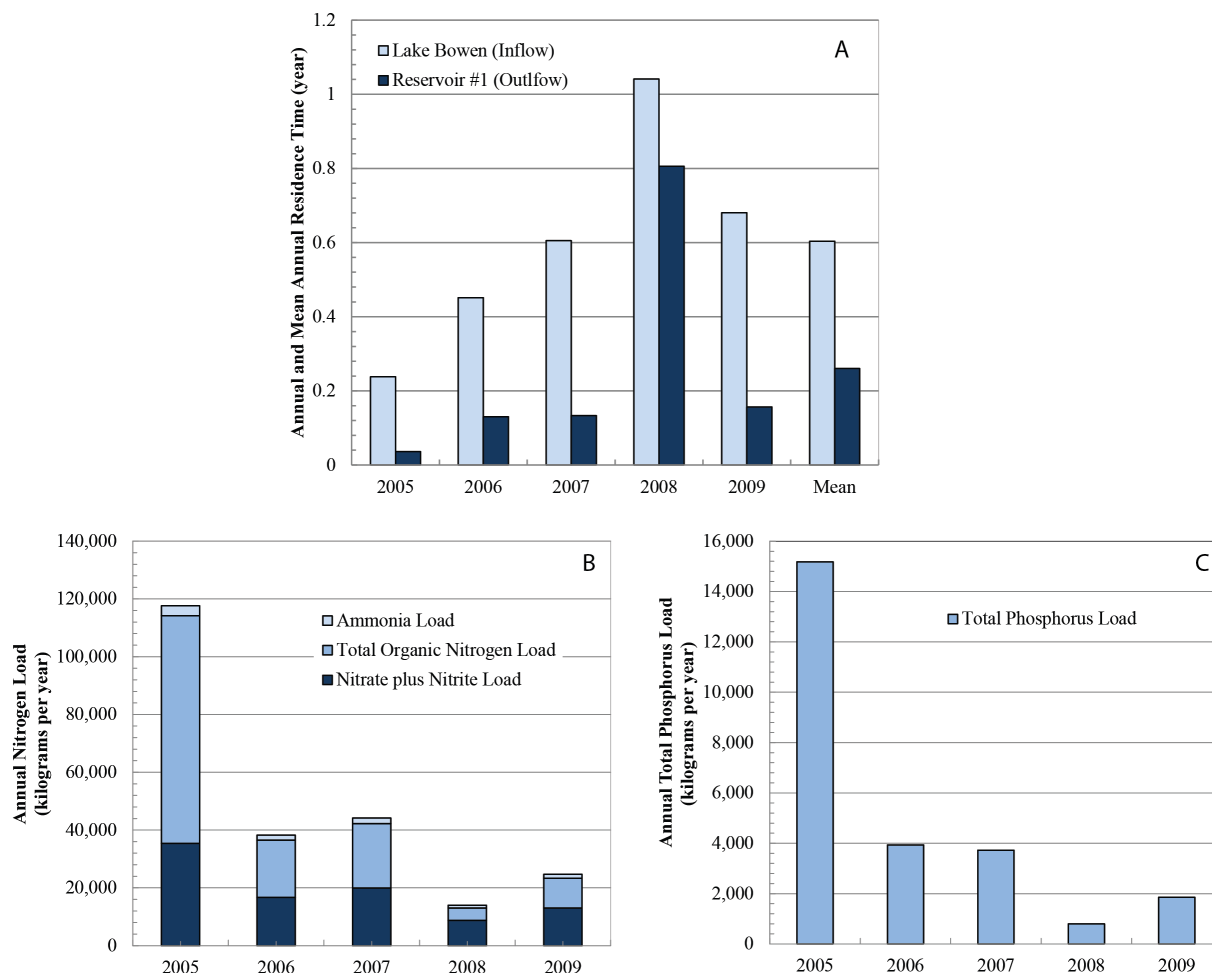 A
Lake Bowen (Inflow)
Reservoir #1 (Outlfow)
Annual and Mean Annual Residence Time (year)
1.2
1
0.8
0.6
0.4
0.2
0
2005 2006 2007 2008 2009 Mean
B
Ammonia Load
Total Organic Nitrogen Load
Nitrate plus Nitrite Load
Annual Nitrogen Load
(kilograms per year)
140,000
120,000
100,000
80,000
60,000
40,000
20,000
0
2005 2006 2007 2008 2009
C
Total Phosphorus Load
Annual Total Phosphorus Load
(kilograms per year)
16,000
14,000
12,000
10,000
8,000
6,000
4,000
2,000
0
2005 2006 2007 2008 2009